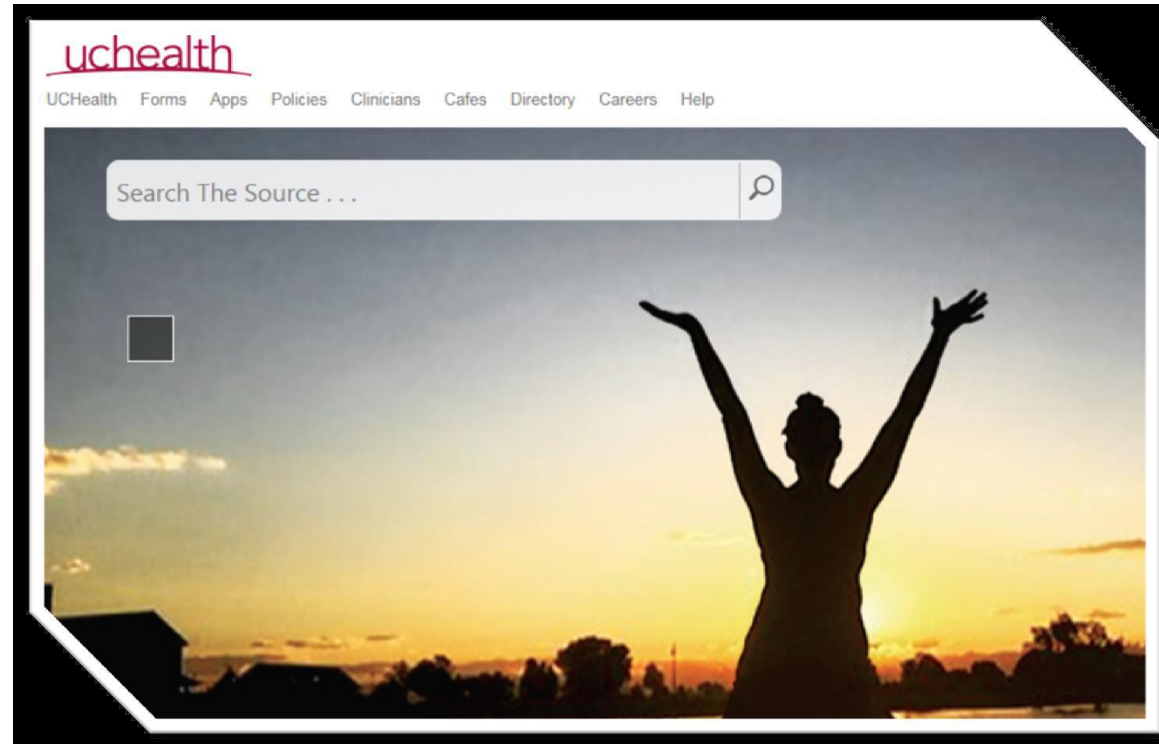 uchealth
UCHealth Forms Apps Policies Clinicians Cafes Directory Careers Help
Search The Source . . .